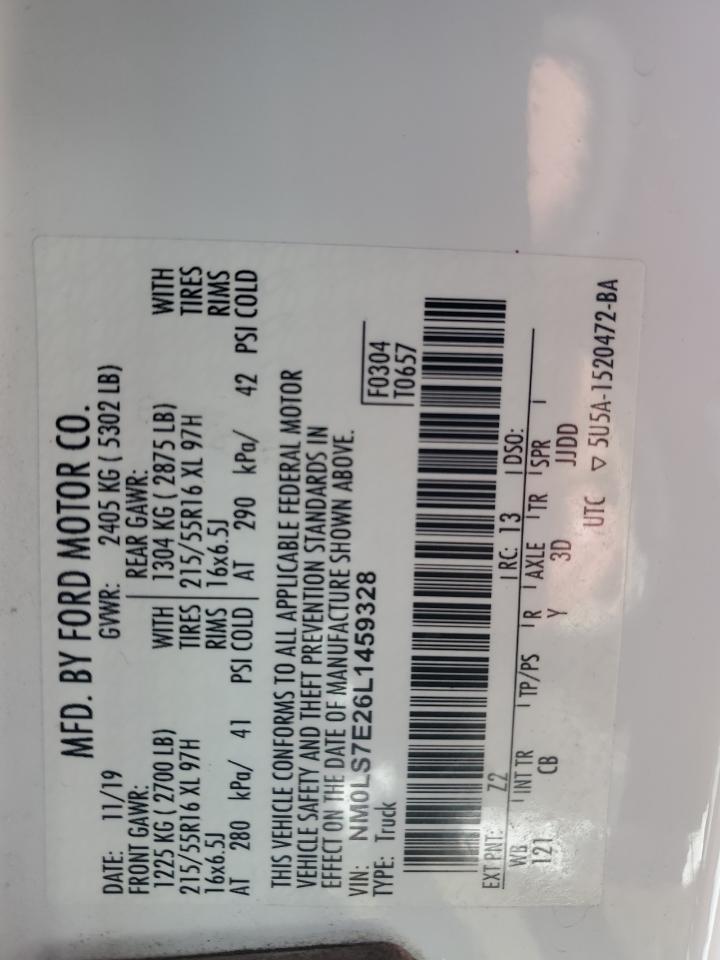 MFD. BY FORD MOTOR CO.
DATE: 11/19 GVWR: 2405 KG ( 5302 LB)
FRONT GAWR: REAR GAWR:
1225 KG ( 2700 LB) WITH 1304 KG ( 2875 LB) WITH
215/55R16 XL 97H TIRES 215/55R16 XL 97H TIRES
16x6.5J RIMS 16x6.5J RIMS
AT 280 kPa/ 41 PSI COLD AT 290 kPa/ 42 PSI COLD
THIS VEHICLE CONFORMS TO ALL APPLICABLE FEDERAL MOTOR
VEHICLE SAFETY AND THEFT PREVENTION STANDARDS IN
EFFECT ON THE DATE OF MANUFACTURE SHOWN ABOVE.
VIN: NM0LS7E26L1459328 F0304
TYPE: Truck T0657
EXT PNT: Z2 RC: 13 DSO:
WB INT TR TP/PS R AXLE TR SPR
121 CB Y 3D JJDD
UTC ▽ 5U5A-1520472-BA